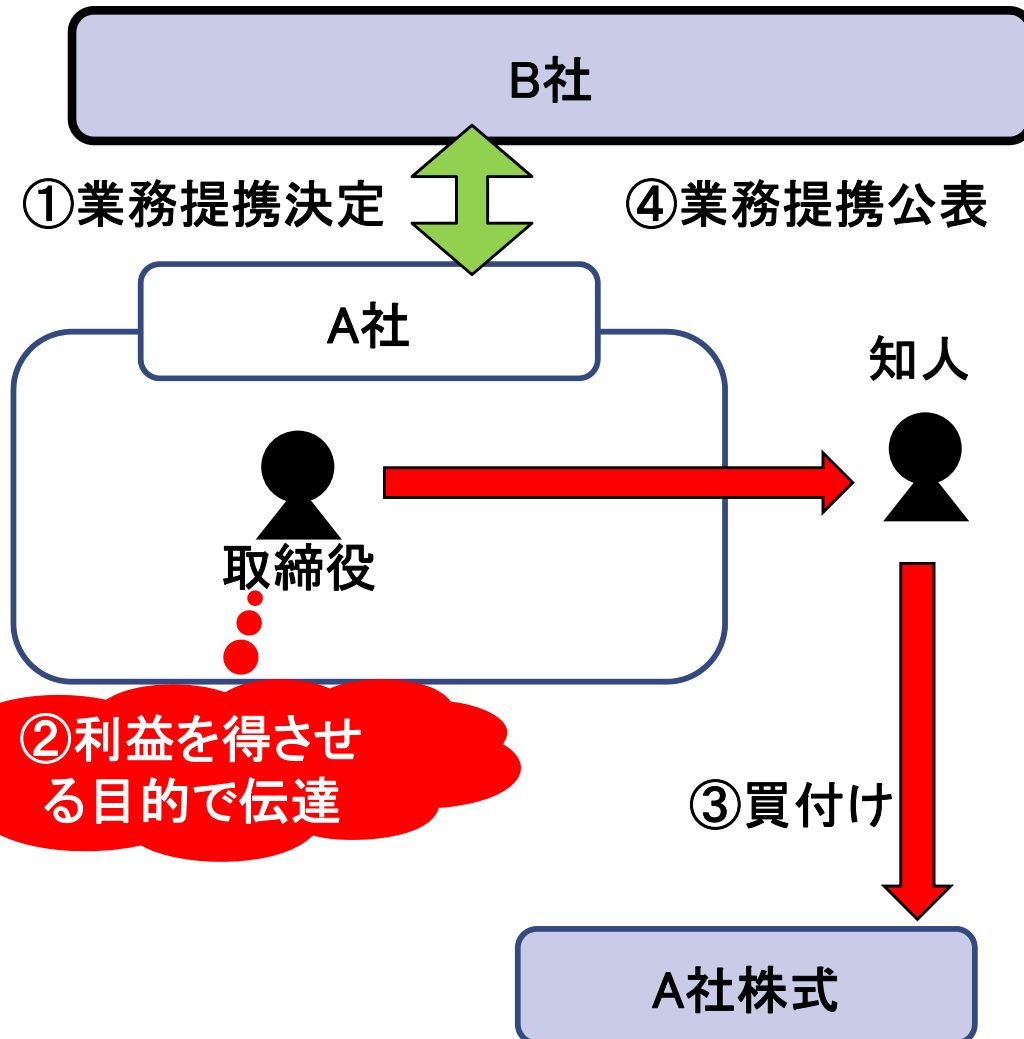 B社
①業務提携決定
④業務提携公表
A社
知人
取締役
②利益を得させ
る目的で伝達
③買付け
A社株式